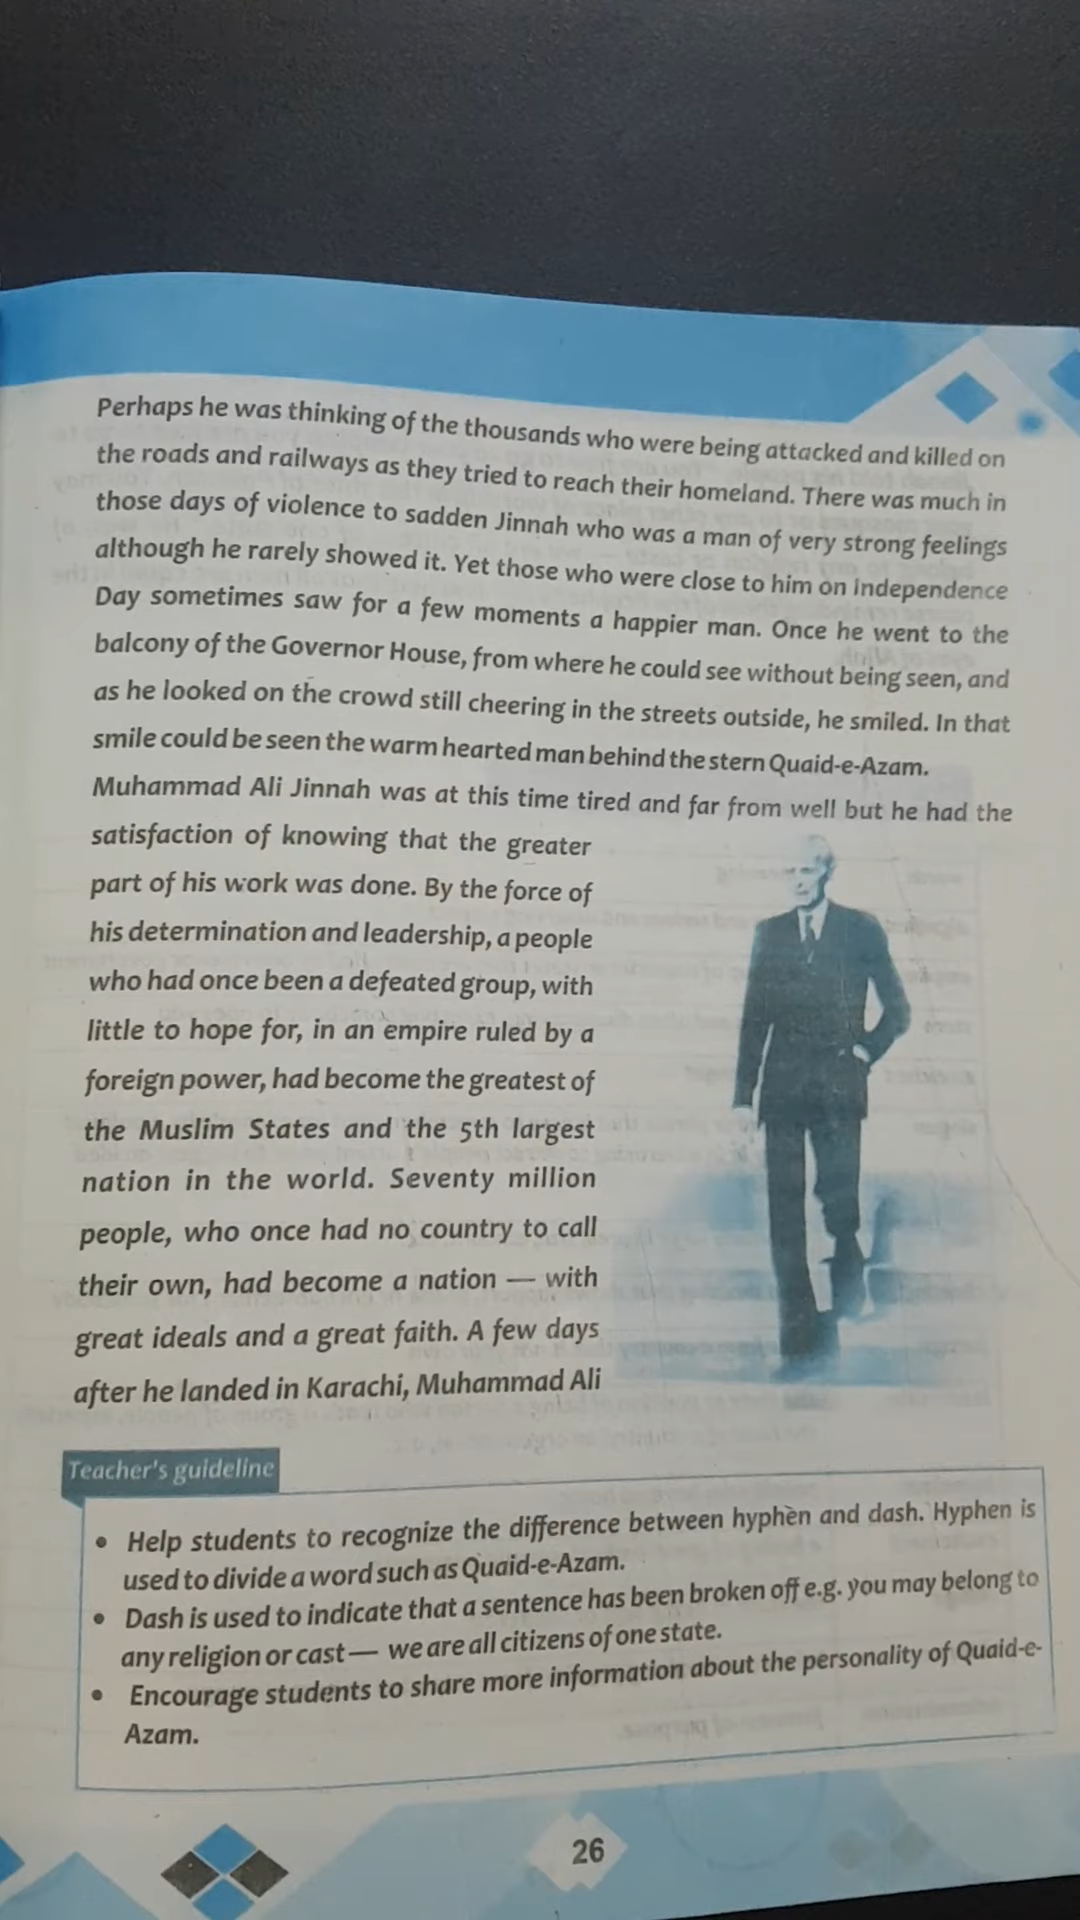 Perhaps he was thinking of the thousands who were being attacked and killed on
the roads and railways as they tried to reach their homeland. There was much in
those days of violence to sadden Jinnah who was a man of very strong feelings
although he rarely showed it. Yet those who were close to him on Independence
Day sometimes saw for a few moments a happier man. Once he went to the
balcony of the Governor House, from where he could see without being seen, and
as he looked on the crowd still cheering in the streets outside, he smiled. In that
smile could be seen the warm hearted man behind the stern Quaid-e-Azam.
Muhammad Ali Jinnah was at this time tired and far from well but he had the
satisfaction of knowing that the greater
part of his work was done. By the force of
his determination and leadership, a people
who had once been a defeated group, with
little to hope for, in an empire ruled by a
foreign power, had become the greatest of
the Muslim States and the 5th largest
nation in the world. Seventy million
people, who once had no country to call
their own, had become a nation — with
great ideals and a great faith. A few days
after he landed in Karachi, Muhammad Ali
Teacher's guideline
• Help students to recognize the difference between hyphen and dash. Hyphen is
used to divide a word such as Quaid-e-Azam.
• Dash is used to indicate that a sentence has been broken off e.g. you may belong to
any religion or cast— we are all citizens of one state.
• Encourage students to share more information about the personality of Quaid-e-
Azam.
26